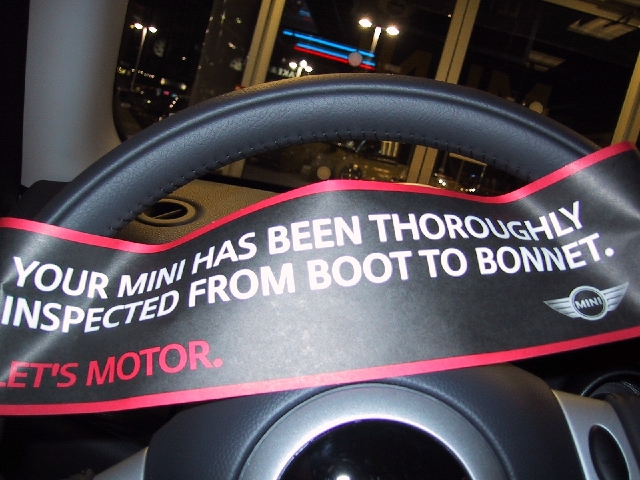 YOUR MINI HAS BEEN THOROUGHLY
INSPECTED FROM BOOT TO BONNET.
MINI
LET'S MOTOR.